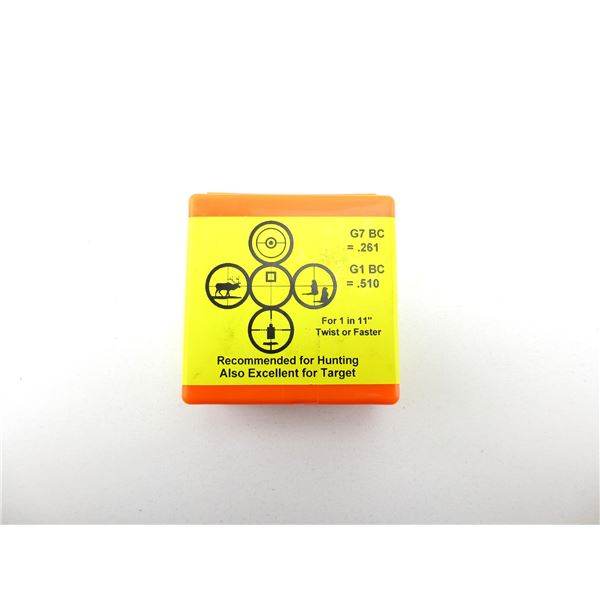 G7 BC
= .261
G1 BC
= .510
For 1 in 11"
Twist or Faster
Recommended for Hunting
Also Excellent for Target